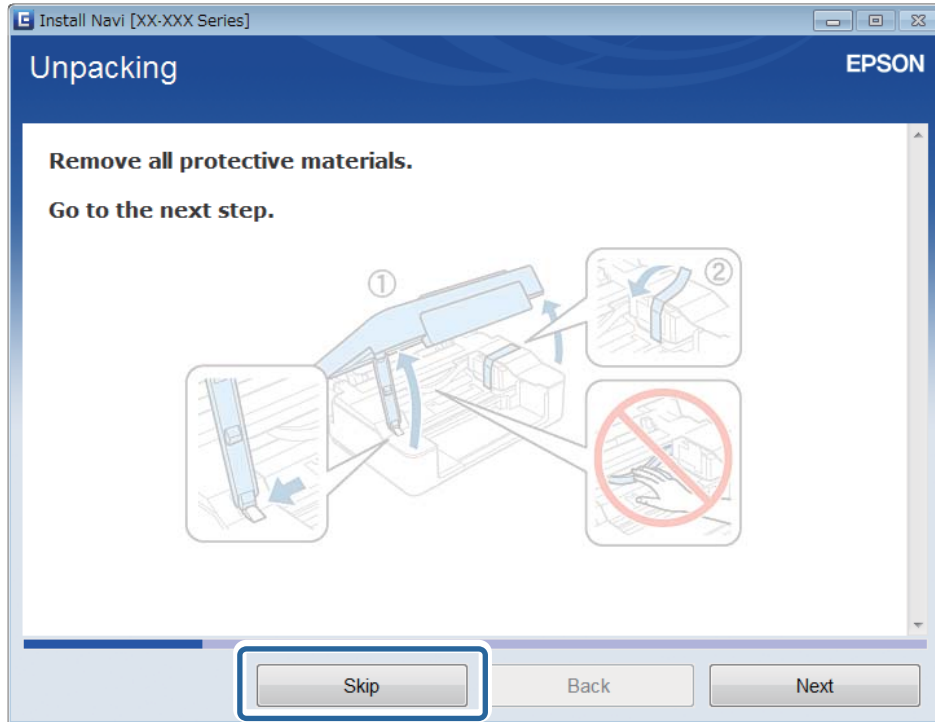 Install Navi [XX-XXX Series]
Unpacking
EPSON
Remove all protective materials.
Go to the next step.
①
②
Skip
Back
Next